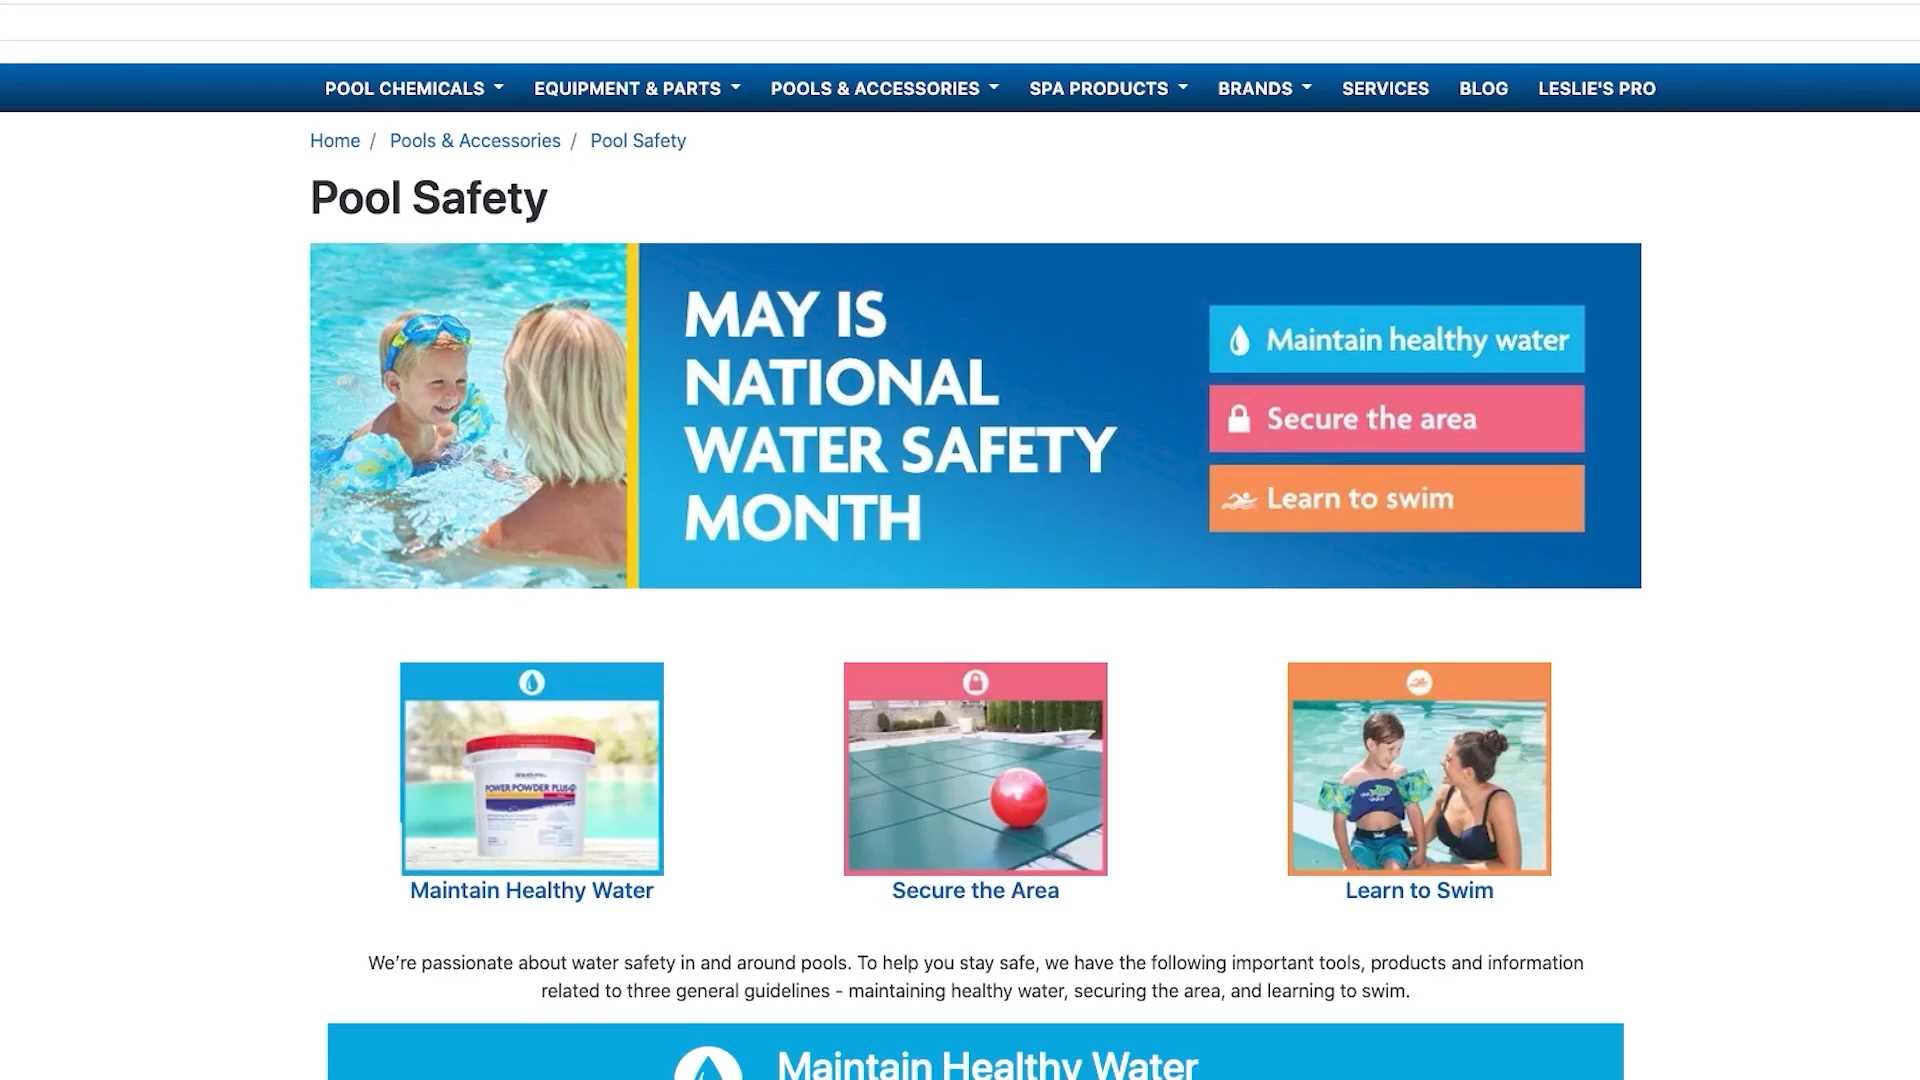 POOL CHEMICALS EQUIPMENT & PARTS POOLS & ACCESSORIES SPA PRODUCTS BRANDS SERVICES BLOG LESLIE'S PRO
Home / Pools & Accessories / Pool Safety
Pool Safety
MAY IS
NATIONAL
WATER SAFETY
MONTH
Maintain healthy water
Secure the area
Learn to swim
POWER POWDER PLUS
Maintain Healthy Water
Secure the Area
Learn to Swim
We’re passionate about water safety in and around pools. To help you stay safe, we have the following important tools, products and information
related to three general guidelines - maintaining healthy water, securing the area, and learning to swim.
Maintain Healthy Water